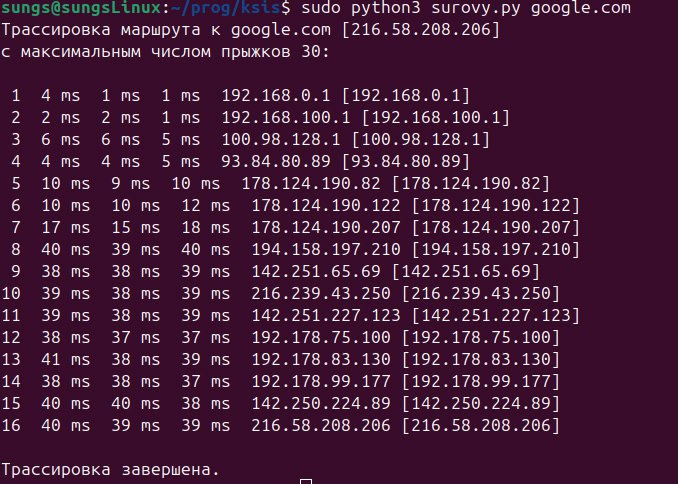 sungs@sungsLinux:~/prog/ksis$ sudo python3 surovy.py google.com
Трассировка маршрута к google.com [216.58.208.206]
с максимальным числом прыжков 30:
1 4 ms 1 ms 1 ms 192.168.0.1 [192.168.0.1]
2 2 ms 2 ms 1 ms 192.168.100.1 [192.168.100.1]
3 6 ms 6 ms 5 ms 100.98.128.1 [100.98.128.1]
4 4 ms 4 ms 5 ms 93.84.80.89 [93.84.80.89]
5 10 ms 9 ms 10 ms 178.124.190.82 [178.124.190.82]
6 10 ms 10 ms 12 ms 178.124.190.122 [178.124.190.122]
7 17 ms 15 ms 18 ms 178.124.190.207 [178.124.190.207]
8 40 ms 39 ms 40 ms 194.158.197.210 [194.158.197.210]
9 38 ms 38 ms 39 ms 142.251.65.69 [142.251.65.69]
10 39 ms 38 ms 39 ms 216.239.43.250 [216.239.43.250]
11 39 ms 38 ms 39 ms 142.251.227.123 [142.251.227.123]
12 38 ms 37 ms 37 ms 192.178.75.100 [192.178.75.100]
13 41 ms 38 ms 39 ms 192.178.83.130 [192.178.83.130]
14 38 ms 38 ms 37 ms 192.178.99.177 [192.178.99.177]
15 40 ms 40 ms 38 ms 142.250.224.89 [142.250.224.89]
16 40 ms 39 ms 39 ms 216.58.208.206 [216.58.208.206]
Трассировка завершена.